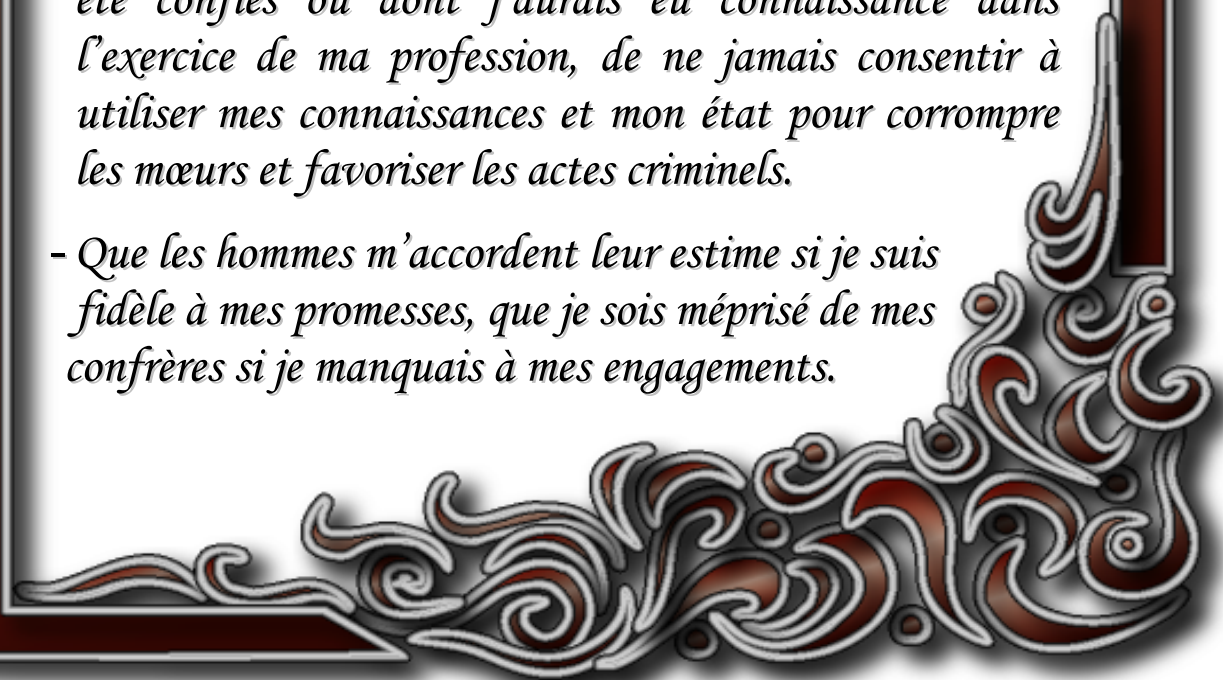 été confiés ou dont j'aurais eu connaissance dans
l'exercice de ma profession, de ne jamais consentir à
utiliser mes connaissances et mon état pour corrompre
les mœurs et favoriser les actes criminels.
- Que les hommes m'accordent leur estime si je suis
fidèle à mes promesses, que je sois méprisé de mes
confrères si je manquais à mes engagements.